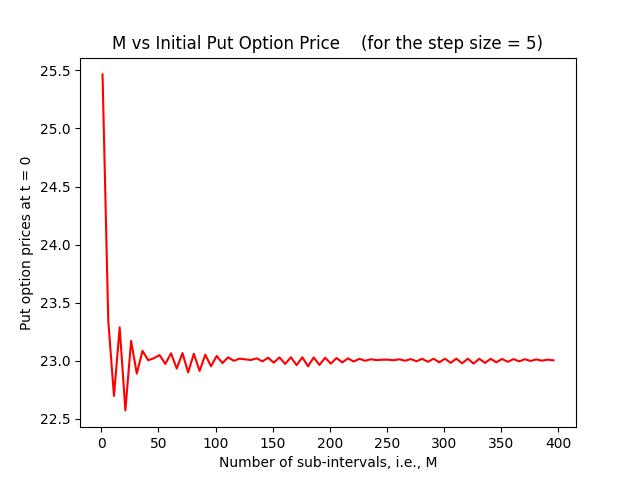 M vs Initial Put Option Price    (for the step size = 5)
Put option prices at t = 0
25.5
25.0
24.5
24.0
23.5
23.0
22.5
0 50 100 150 200 250 300 350 400
Number of sub-intervals, i.e., M